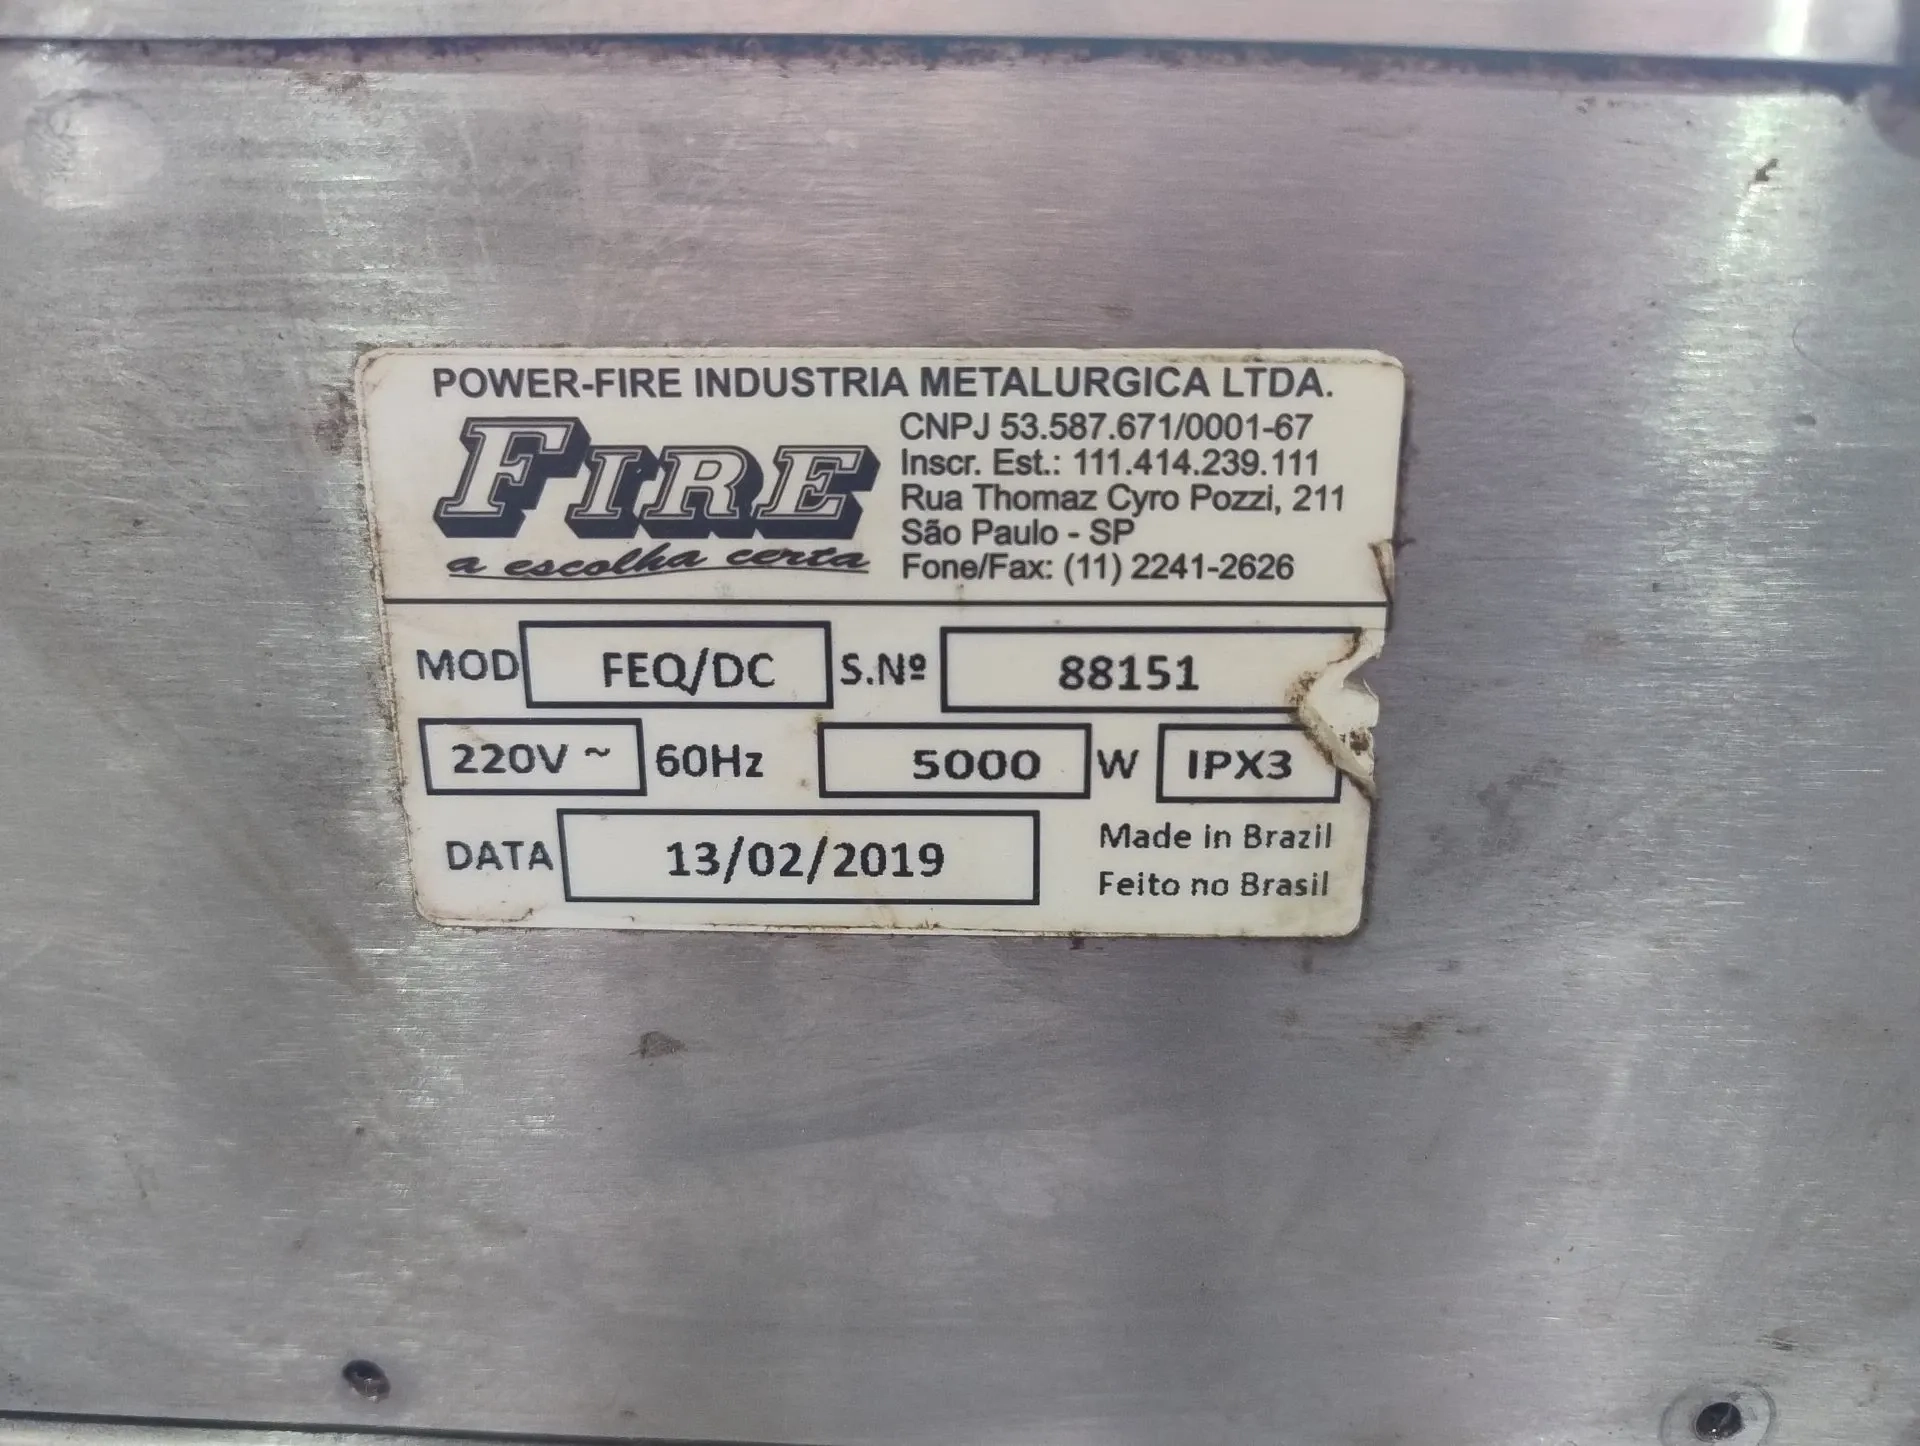 POWER-FIRE INDUSTRIA METALURGICA LTDA.
FIRE
a escolha certa
CNPJ 53.587.671/0001-67
Inscr. Est.: 111.414.239.111
Rua Thomaz Cyro Pozzi, 211
São Paulo - SP
Fone/Fax: (11) 2241-2626
MOD FEQ/DC S.Nº 88151
220V ~ 60Hz 5000 W IPX3
DATA 13/02/2019
Made in Brazil
Feito no Brasil